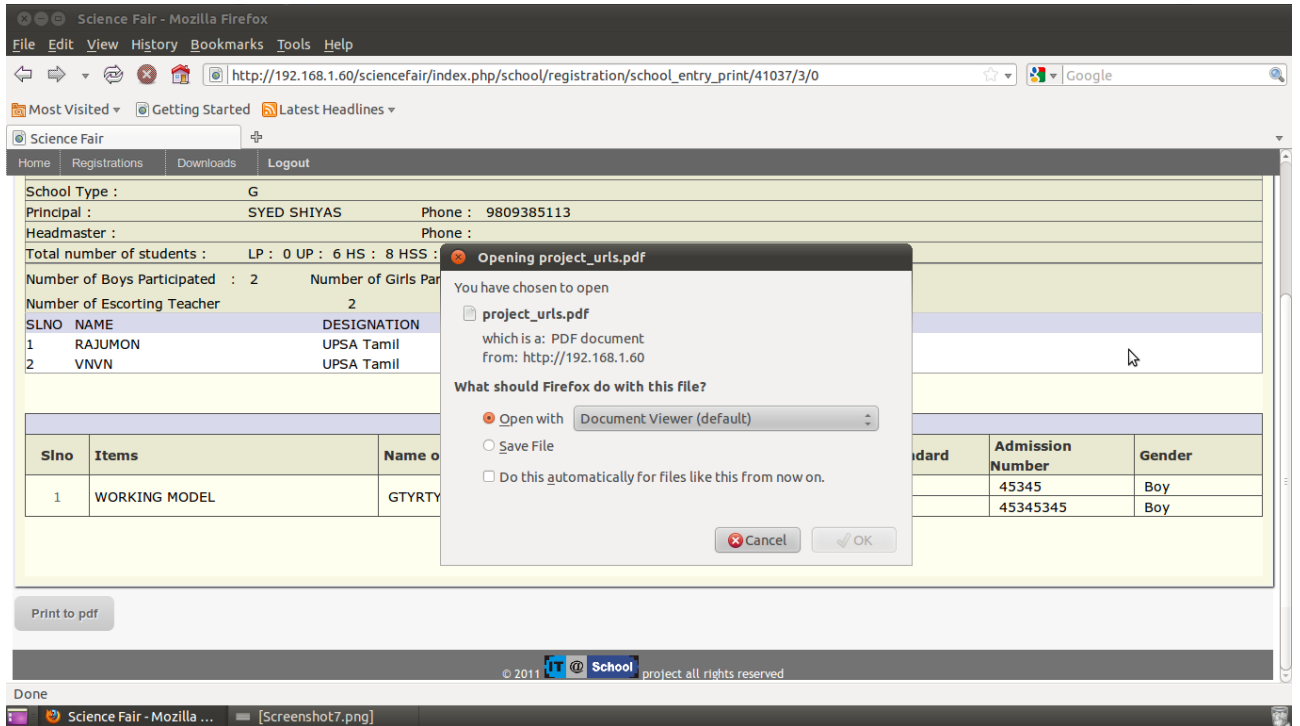 Science Fair - Mozilla Firefox
File Edit View History Bookmarks Tools Help
http://192.168.1.60/sciencefair/index.php/school/registration/school_entry_print/41037/3/0 Google
Most Visited Getting Started Latest Headlines
Science Fair
Home Registrations Downloads Logout
School Type : G
Principal : SYED SHIYAS Phone : 9809385113
Headmaster : Phone :
Total number of students : LP : 0 UP : 6 HS : 8 HSS :
Number of Boys Participated : 2 Number of Girls Par
Number of Escorting Teacher 2
SLNO NAME DESIGNATION
1 RAJUMON UPSA Tamil
2 VNVN UPSA Tamil
Opening project_urls.pdf
You have chosen to open
project_urls.pdf
which is a: PDF document
from: http://192.168.1.60
What should Firefox do with this file?
Open with Document Viewer (default)
Save File
Do this automatically for files like this from now on.
Cancel OK
Slno Items Name o ndard Admission Number Gender
1 WORKING MODEL GTYRTY 45345 Boy
45345345 Boy
Print to pdf
© 2011 IT @ School project all rights reserved
Done
Science Fair - Mozilla ... [Screenshot7.png]